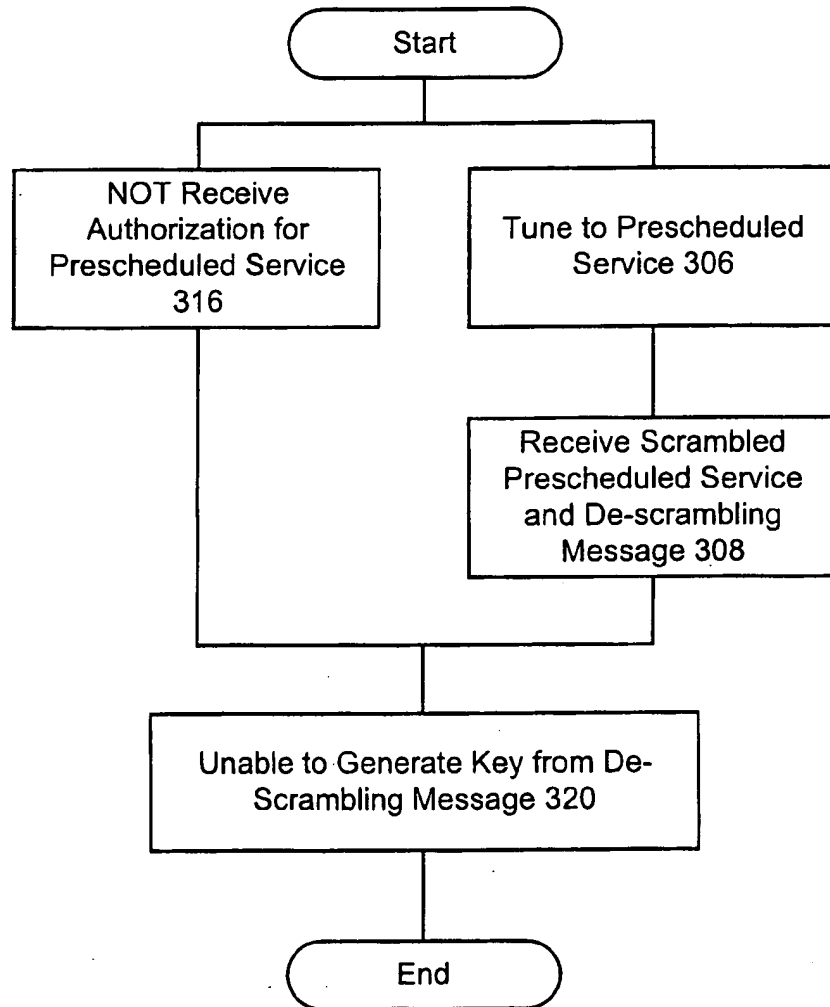 Start
NOT Receive
Authorization for
Prescheduled Service
316
Tune to Prescheduled
Service 306
Receive Scrambled
Prescheduled Service
and De-scrambling
Message 308
Unable to Generate Key from De-
Scrambling Message 320
End